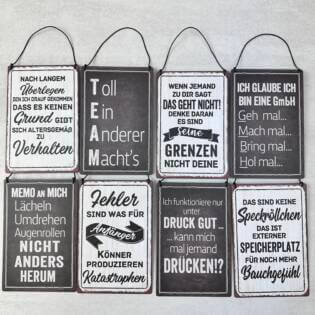 NACH LANGEM
Überlegen
BIN ICH DRAUF GEKOMMEN
DASS ES KEINEN
Grund GIBT
SICH ALTERSGEMÄß
ZU
Verhalten
Toll
Ein
Anderer
Macht's
WENN JEMAND
ZU DIR SAGT
DAS GEHT NICHT!
DENKE DARAN
ES SIND
seine
GRENZEN
NICHT DEINE
ICH GLAUBE ICH
BIN EINE GmbH
Geh mal...
Mach mal...
Bring mal...
Hol mal...
MEMO AN MICH
Lächeln
Umdrehen
Augenrollen
NICHT
ANDERS
HERUM
Fehler
SIND WAS FÜR
Anfänger
KÖNNER
PRODUZIEREN
Katastrophen
Ich funktioniere nur
unter
DRUCK GUT ...
... kann mich
mal jemand
DRÜCKEN!?
DAS SIND KEINE
Speckröllchen
DAS IST
EXTERNER
SPEICHERPLATZ
FÜR NOCH MEHR
Bauchgefühl